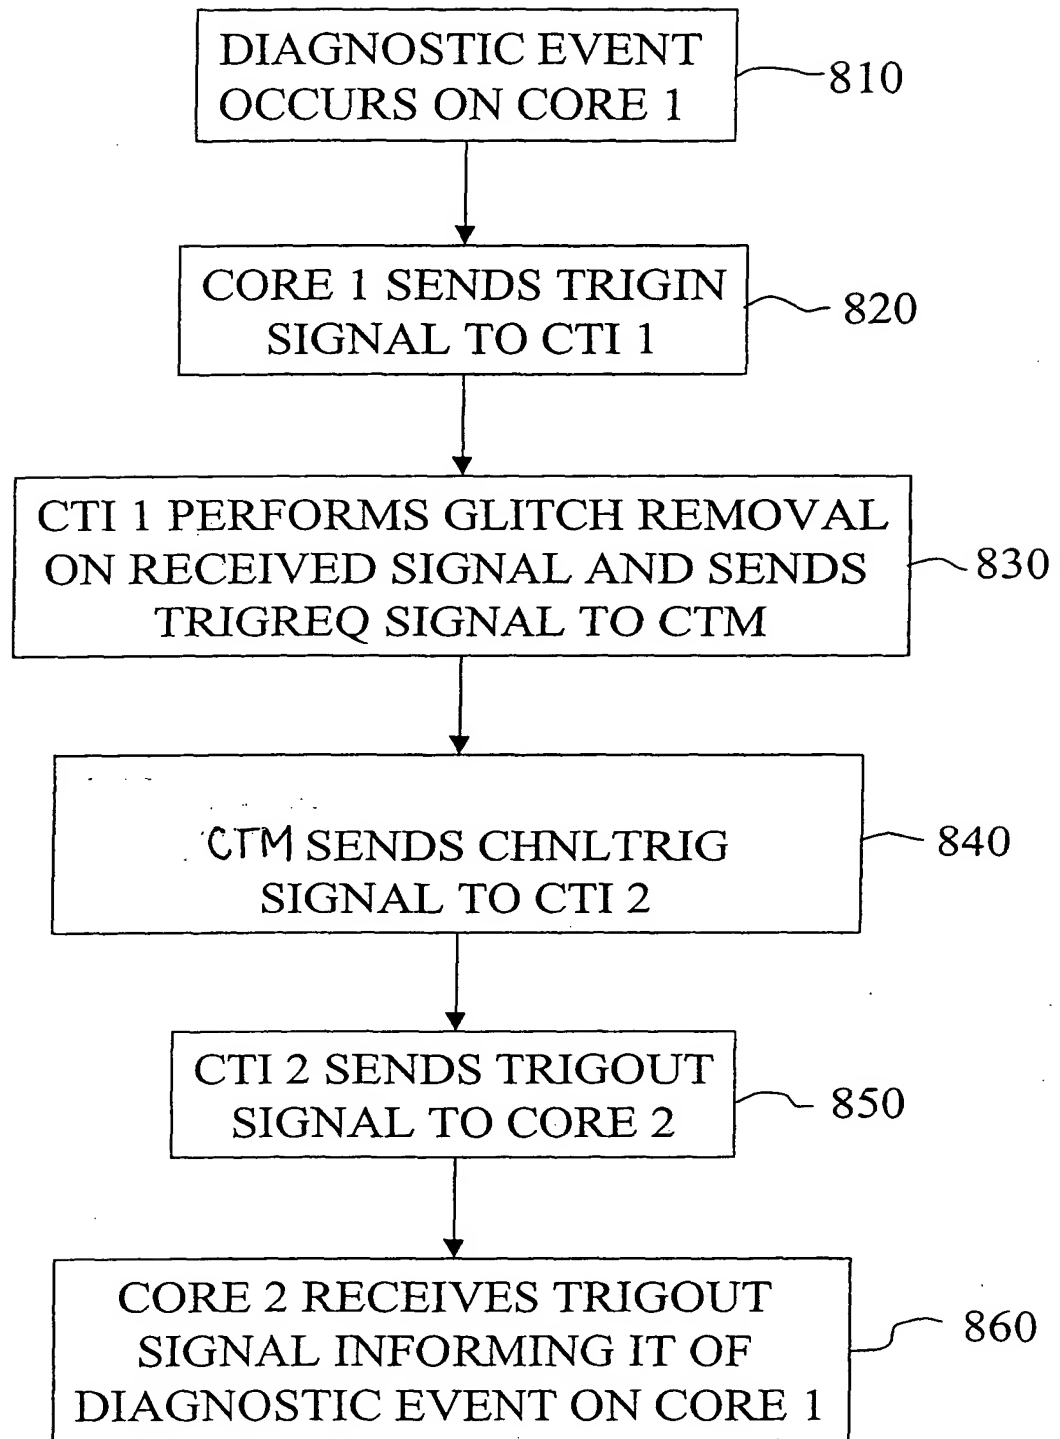 DIAGNOSTIC EVENT
OCCURS ON CORE 1
810
CORE 1 SENDS TRIGIN
SIGNAL TO CTI 1
820
CTI 1 PERFORMS GLITCH REMOVAL
ON RECEIVED SIGNAL AND SENDS
TRIGREQ SIGNAL TO CTM
830
CTM SENDS CHNLTRIG
SIGNAL TO CTI 2
840
CTI 2 SENDS TRIGOUT
SIGNAL TO CORE 2
850
CORE 2 RECEIVES TRIGOUT
SIGNAL INFORMING IT OF
DIAGNOSTIC EVENT ON CORE 1
860